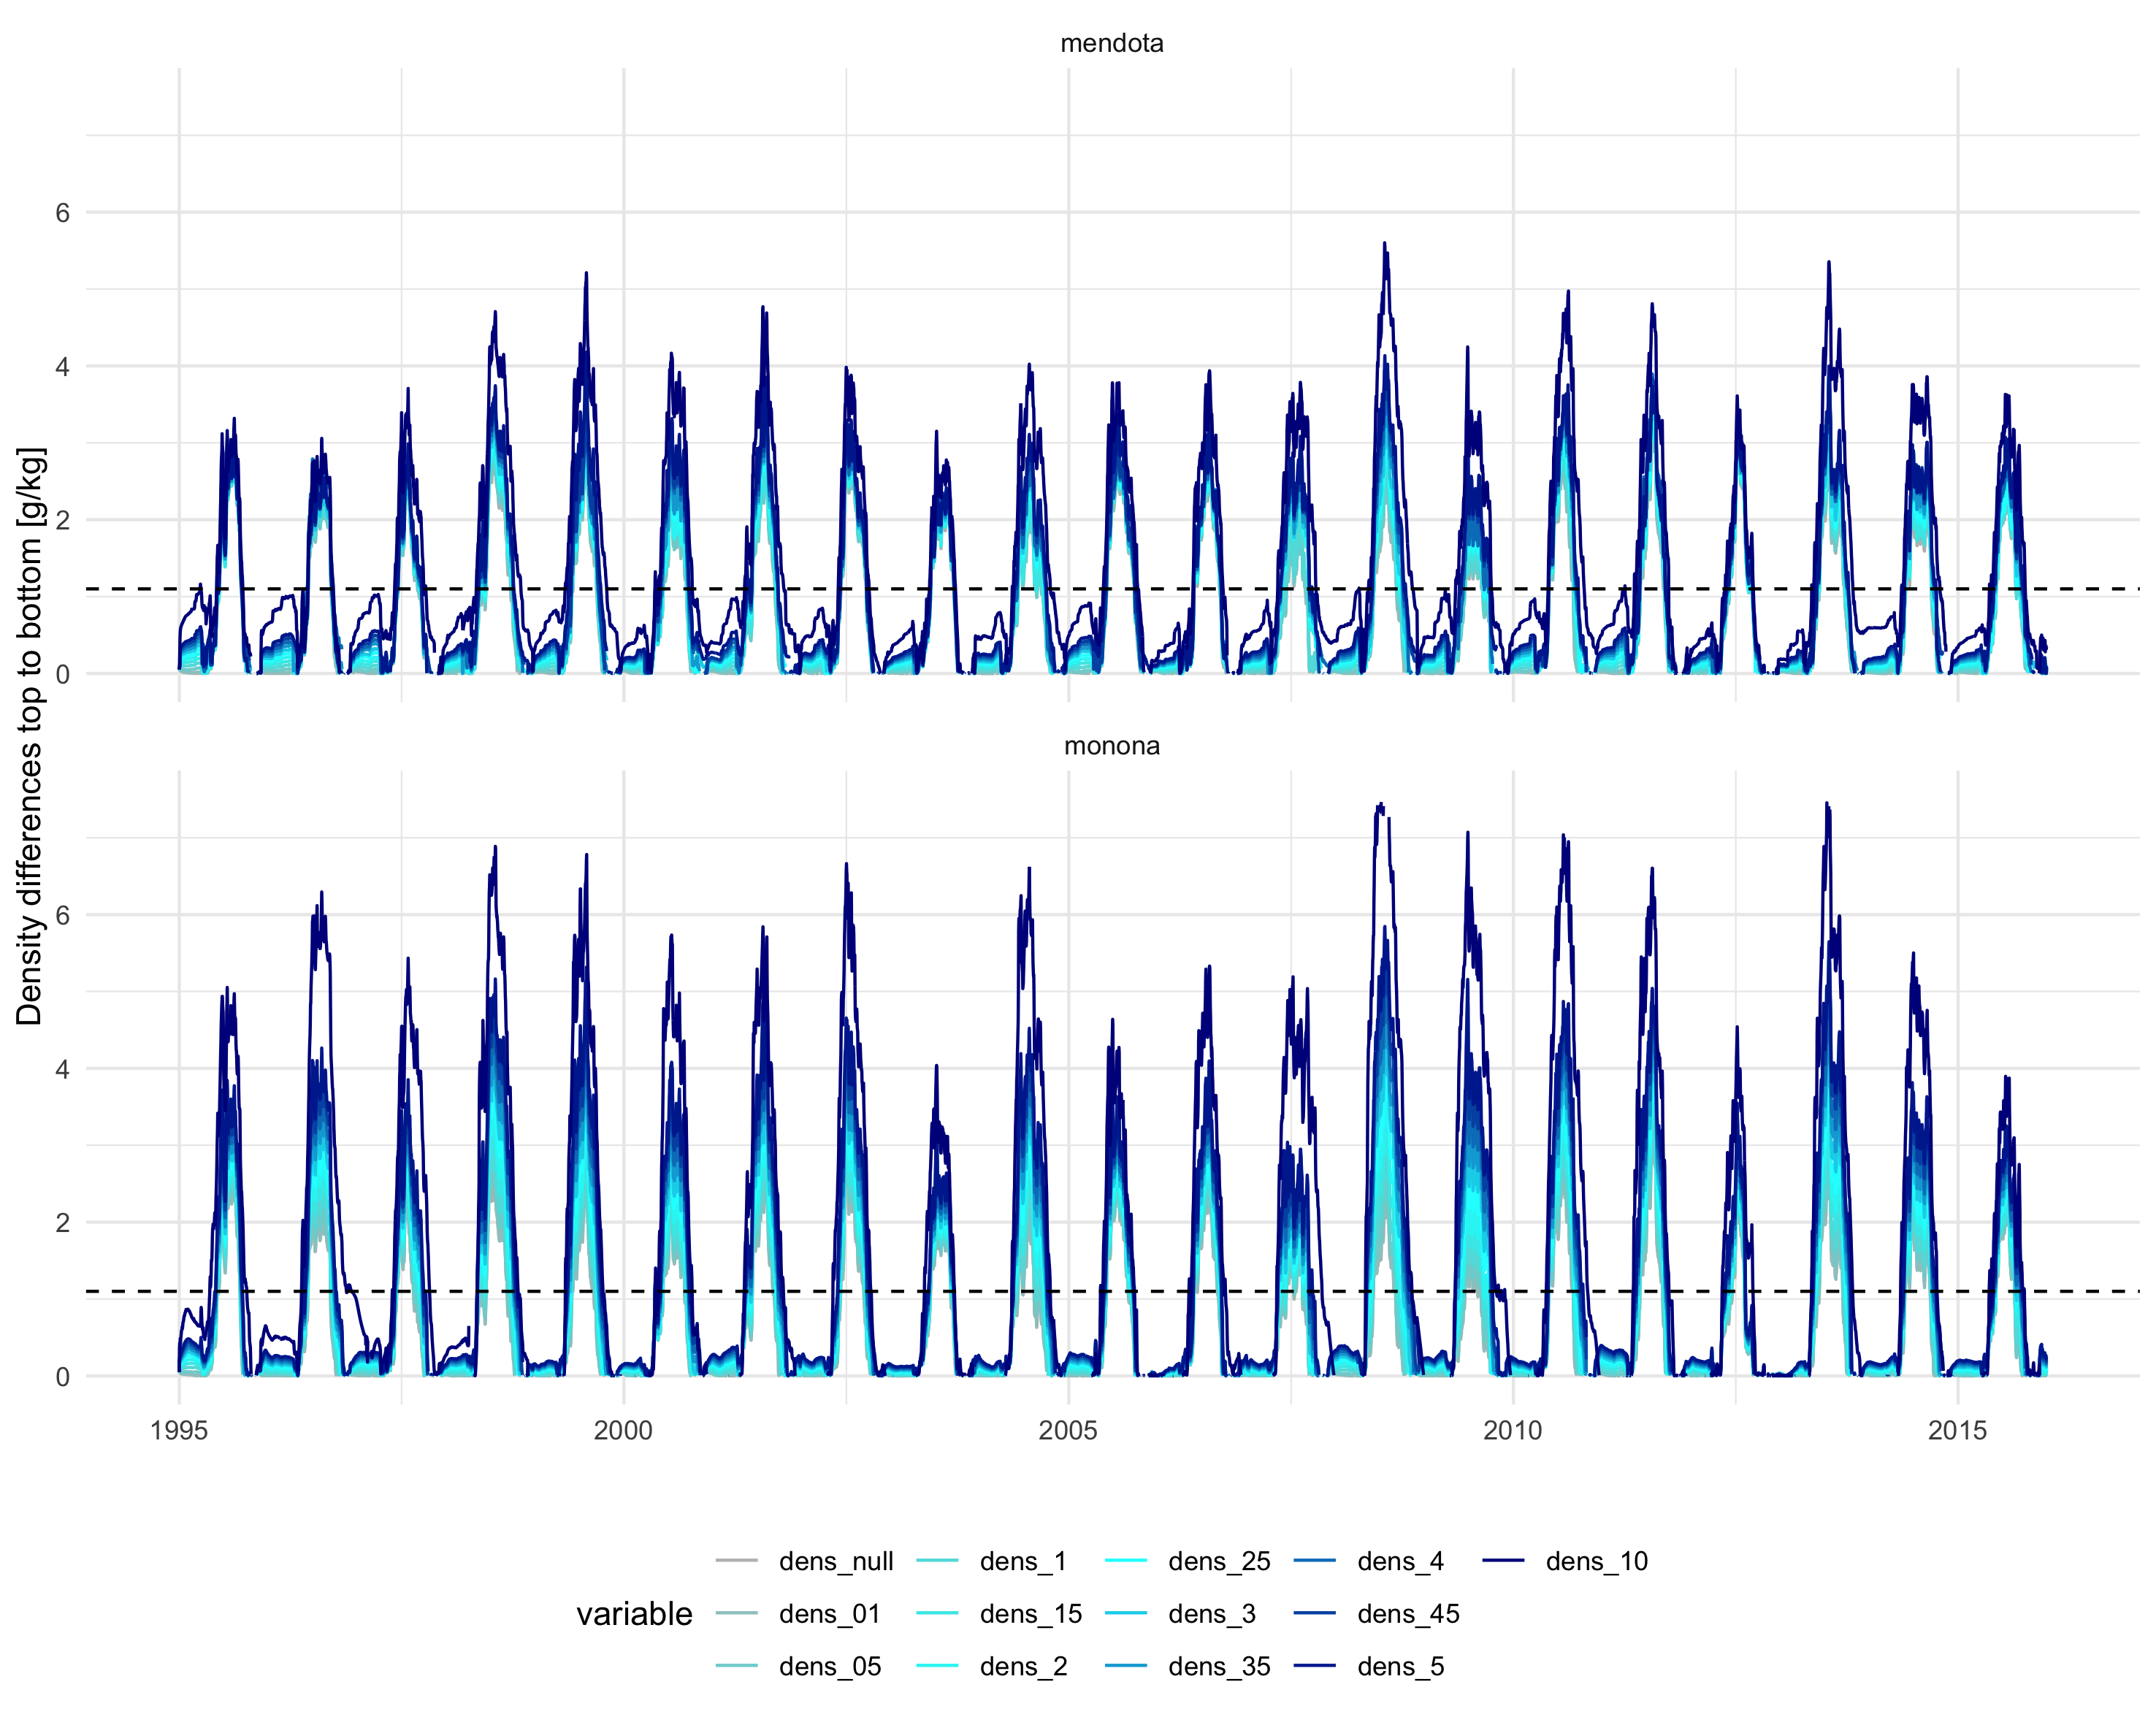 mendota
6
4
2
0
Density differences top to bottom [g/kg]
monona
6
4
2
0
1995 2000 2005 2010 2015
variable
dens_null dens_1 dens_25 dens_4 dens_10
dens_01 dens_15 dens_3 dens_45
dens_05 dens_2 dens_35 dens_5